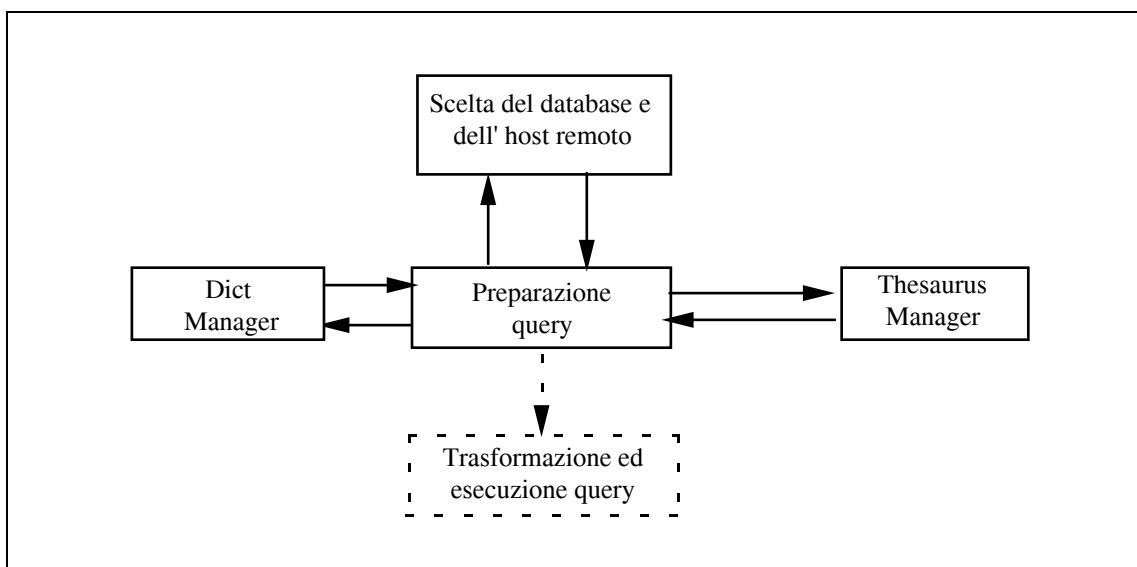 Scelta del database e
dell' host remoto
Dict
Manager
Preparazione
query
Thesaurus
Manager
Trasformazione ed
esecuzione query